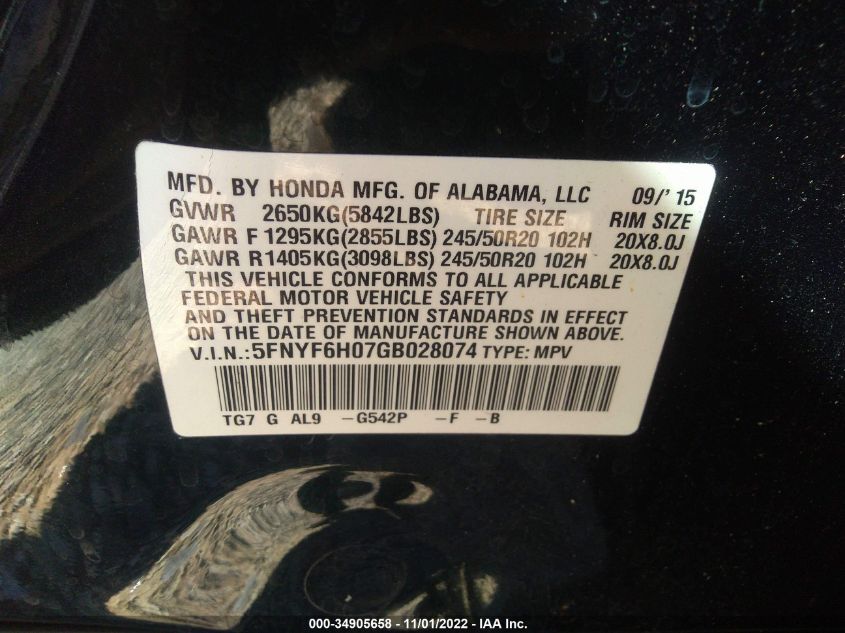 MFD. BY HONDA MFG. OF ALABAMA, LLC 09/'15
GVWR 2650KG(5842LBS) TIRE SIZE RIM SIZE
GAWR F 1295KG(2855LBS) 245/50R20 102H 20X8.0J
GAWR R 1405KG(3098LBS) 245/50R20 102H 20X8.0J
THIS VEHICLE CONFORMS TO ALL APPLICABLE
FEDERAL MOTOR VEHICLE SAFETY
AND THEFT PREVENTION STANDARDS IN EFFECT
ON THE DATE OF MANUFACTURE SHOWN ABOVE.
V.I.N.:5FNYF6H07GB028074 TYPE: MPV
TG7 G AL9 -G542P -F -B
000-34905658 - 11/01/2022 - IAA Inc.